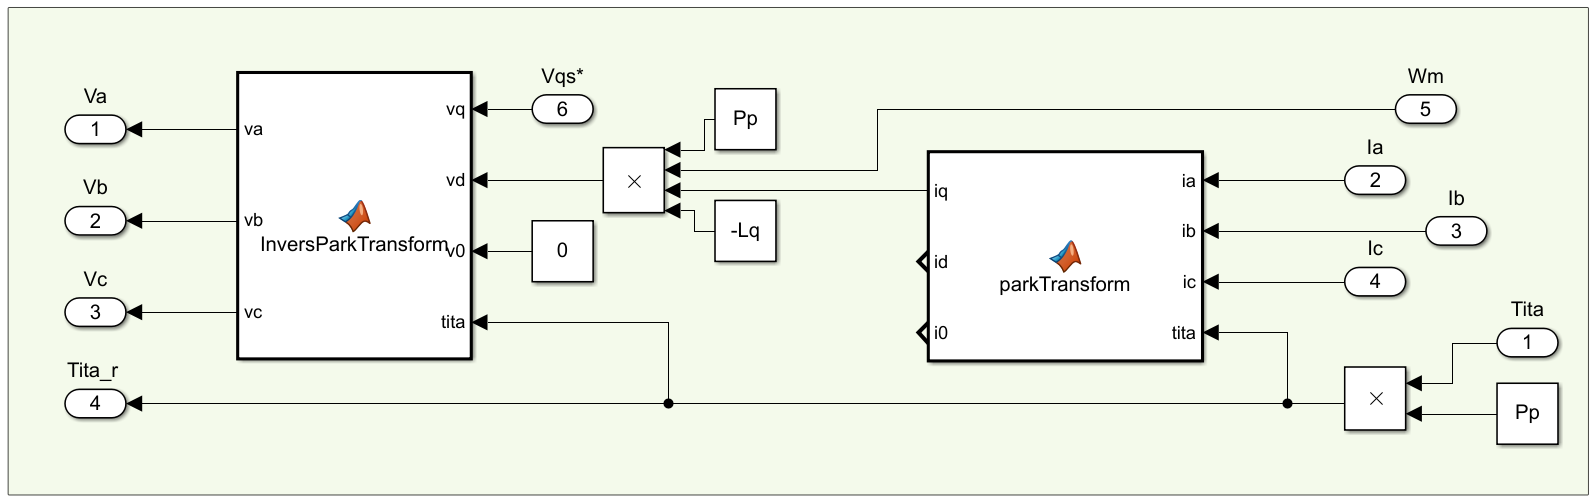 Va
1
va
Vb
2
vb
Vc
3
vc
Tita_r
4
InversParkTransform
vq
vd
v0
tita
Vqs*
6
0
×
Pp
-Lq
iq
id
i0
parkTransform
ia
ib
ic
tita
Wm
5
Ia
2
Ib
3
Ic
4
Tita
1
×
Pp